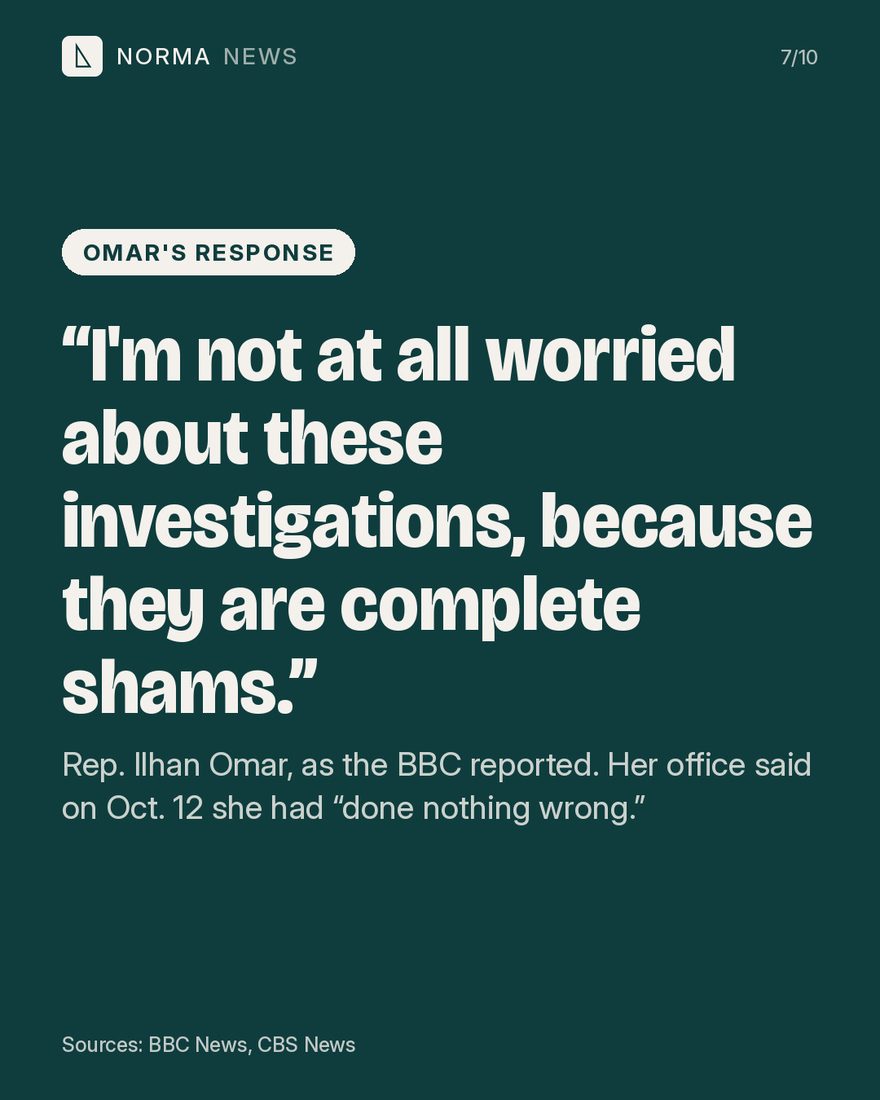 NORMA NEWS
7/10
OMAR'S RESPONSE
“I'm not at all worried
about these
investigations, because
they are complete
shams.”
Rep. Ilhan Omar, as the BBC reported. Her office said
on Oct. 12 she had “done nothing wrong.”
Sources: BBC News, CBS News